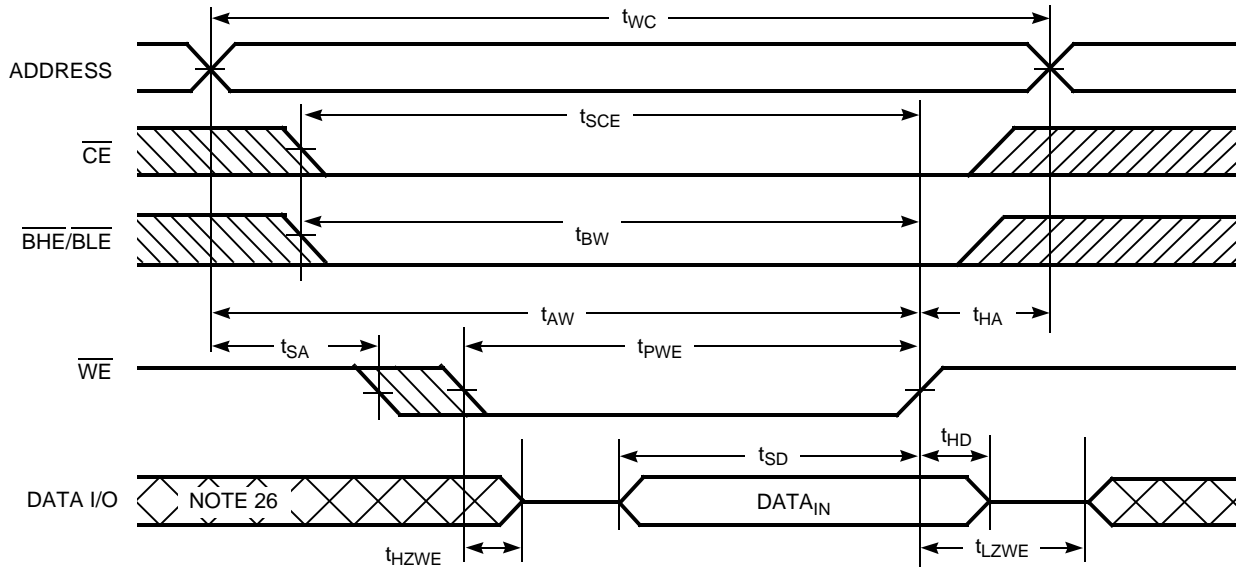 tWC
ADDRESS
tSCE
CE
BHE/BLE
tBW
tAW
tHA
tSA
tPWE
WE
tHD
tSD
DATA I/O
NOTE 26
DATAIN
tHZWE
tLZWE